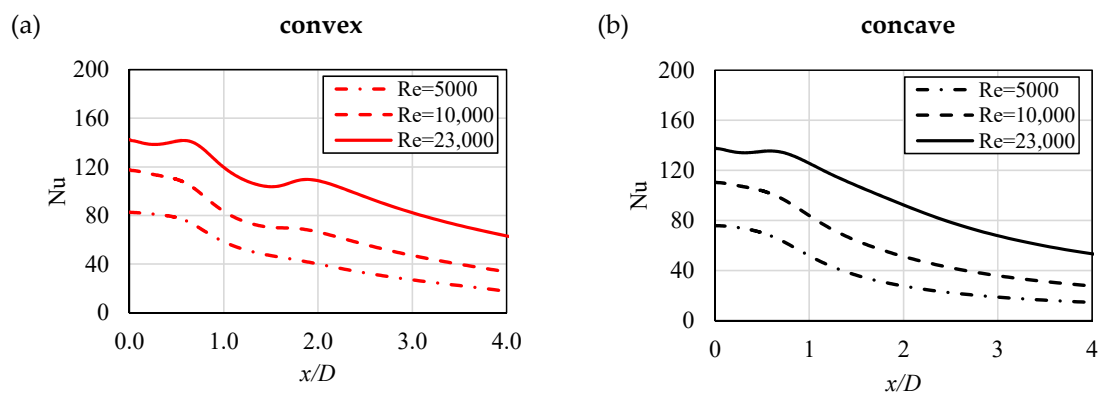 (a)
convex
Nu
200
160
120
80
40
0
0.0 1.0 2.0 3.0 4.0
x/D
Re=5000
Re=10,000
Re=23,000
(b)
concave
Nu
200
160
120
80
40
0
0 1 2 3 4
x/D
Re=5000
Re=10,000
Re=23,000